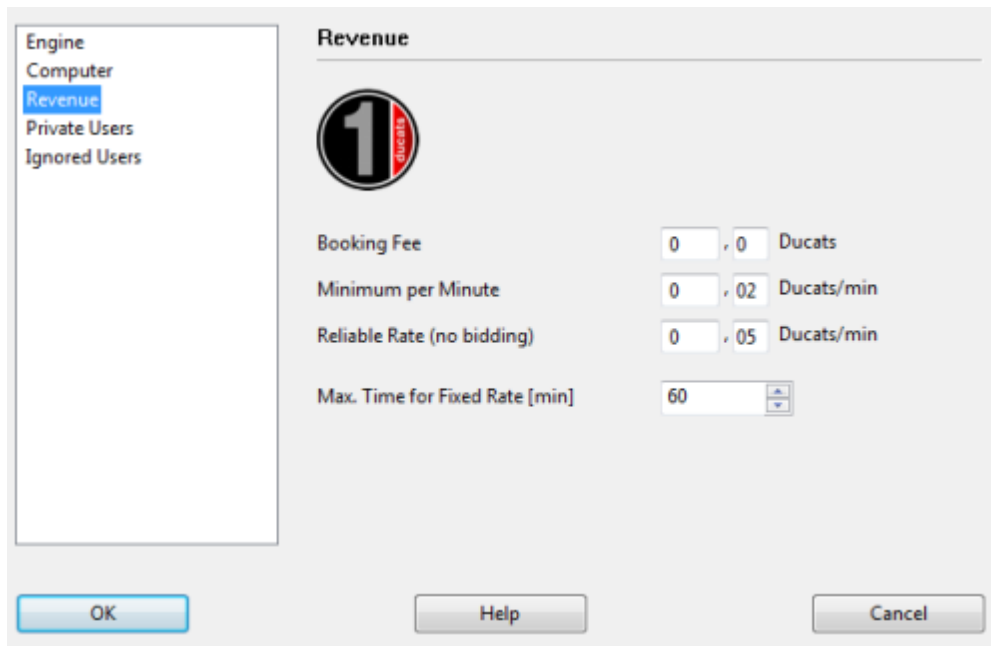 Engine
Computer
Revenue
Private Users
Ignored Users
Revenue
1 ducats
Booking Fee 0 , 0 Ducats
Minimum per Minute 0 , 02 Ducats/min
Reliable Rate (no bidding) 0 , 05 Ducats/min
Max. Time for Fixed Rate [min] 60
OK Help Cancel